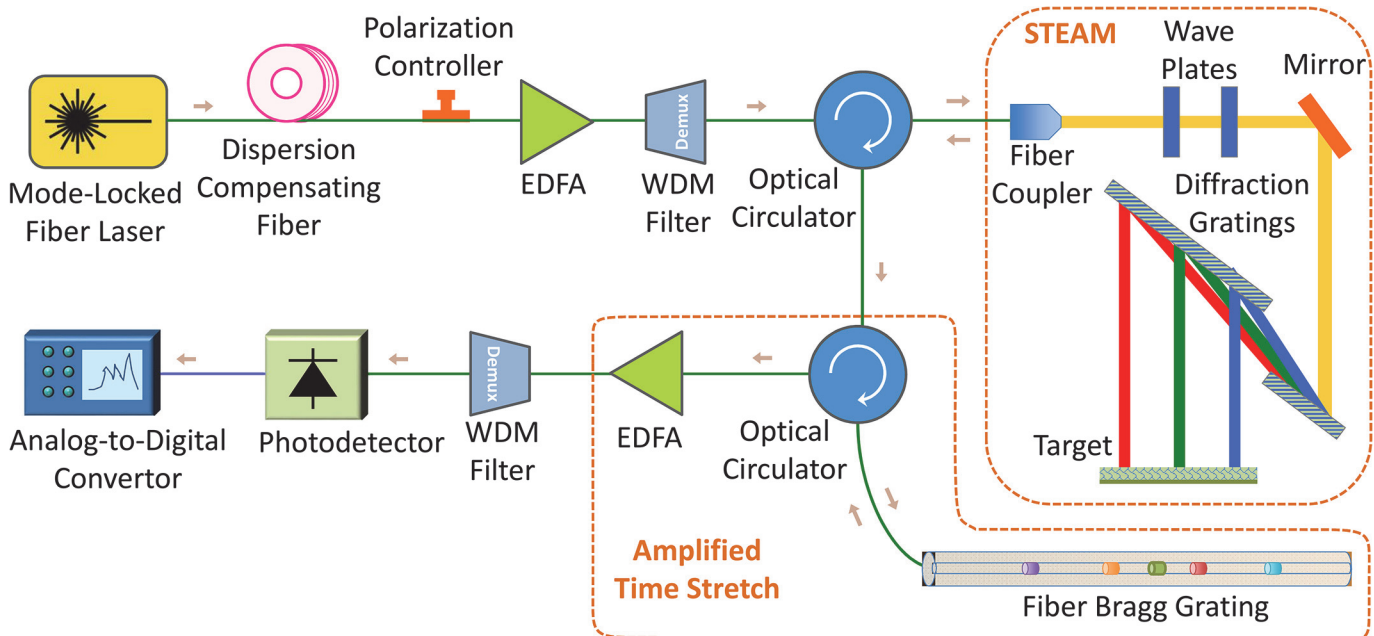 STEAM
Wave
Plates
Mirror
Polarization
Controller
Demux
Dispersion
Compensating
Fiber
Mode-Locked
Fiber Laser
EDFA
WDM
Filter
Optical
Circulator
Fiber
Coupler
Diffraction
Gratings
Target
Demux
Analog-to-Digital
Convertor
Photodetector
WDM
Filter
EDFA
Optical
Circulator
Amplified
Time Stretch
Fiber Bragg Grating